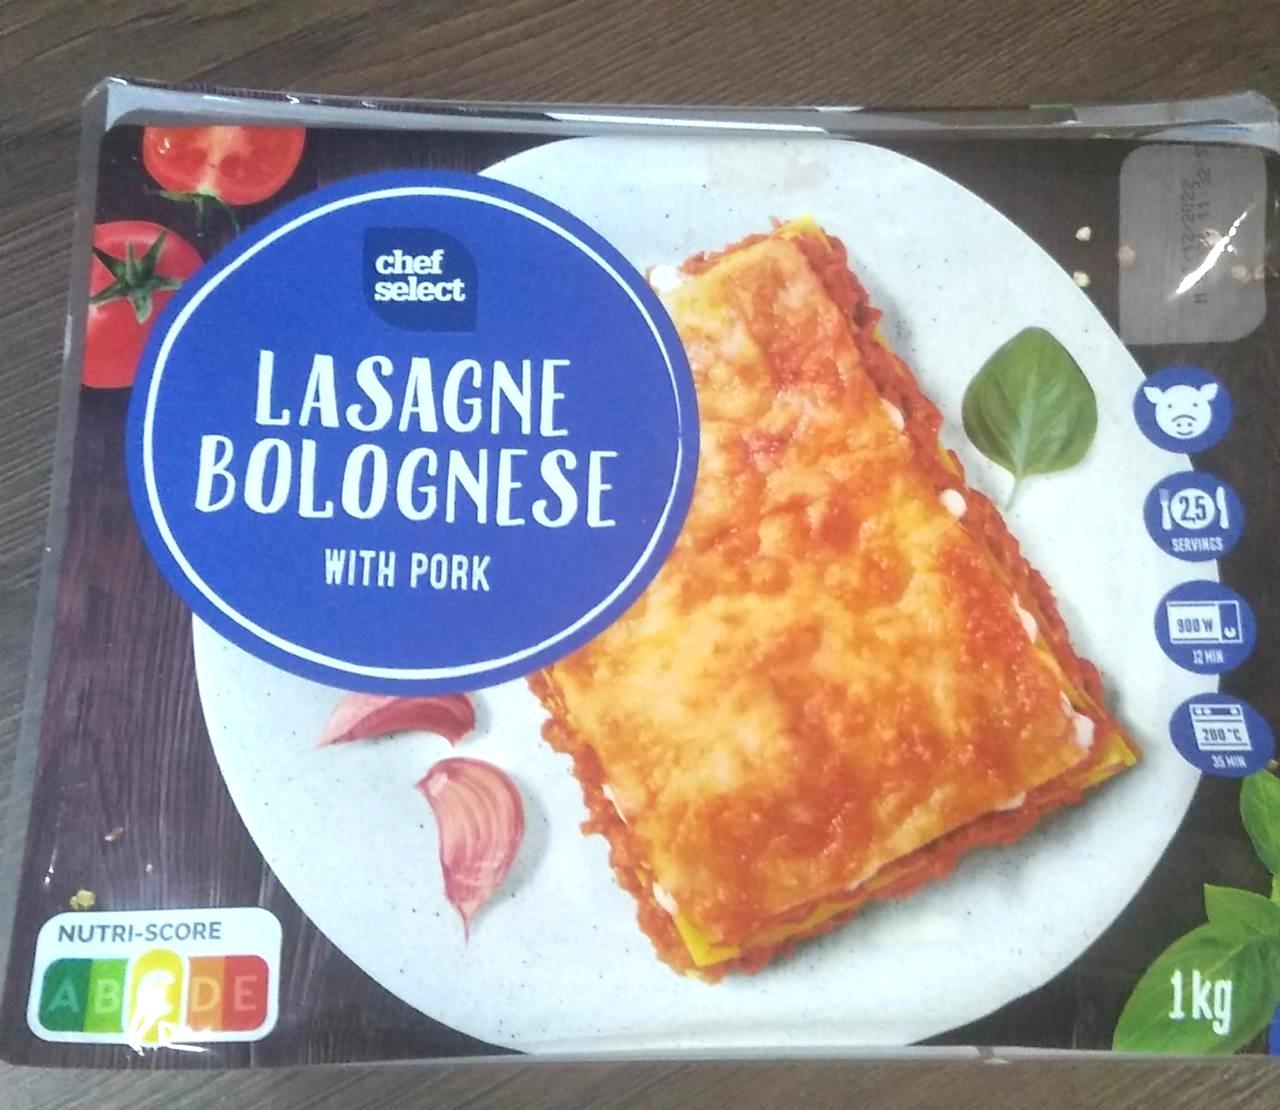 chef
select
LASAGNE
BOLOGNESE
WITH PORK
2,5
SERVINGS
900 W
12 MIN
200 °C
35 MIN
NUTRI-SCORE
A B C D E
1kg